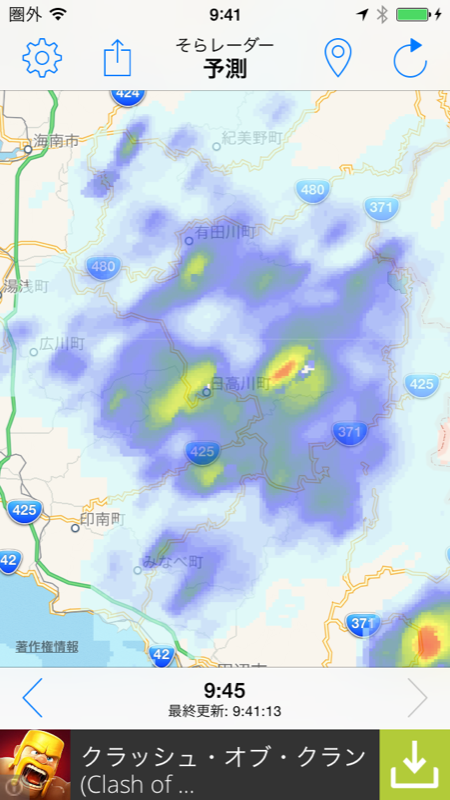 圏外 9:41
そらレーダー
予測
424
海南市
紀美野町
480
371
有田川町
480
湯浅町
広川町
日高川町
425
371
425
425
印南町
42
みなべ町
371
著作権情報
42
田辺市
9:45
最終更新: 9:41:13
クラッシュ・オブ・クラン
(Clash of ...